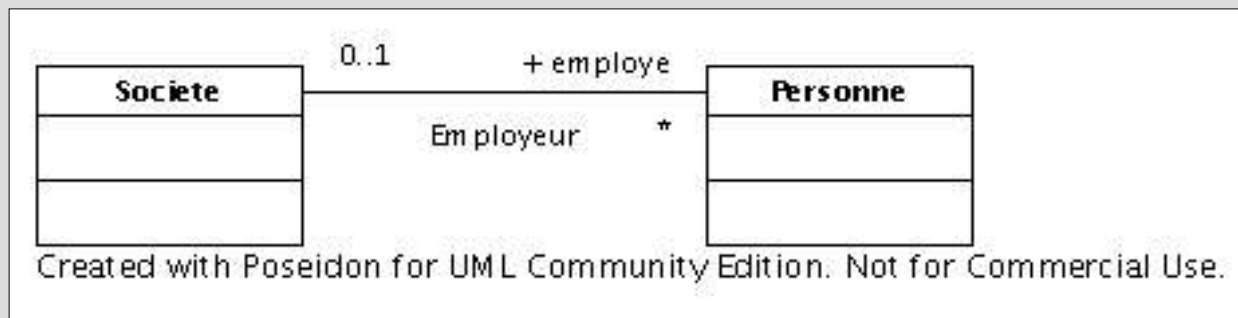 0..1
+ employe
Societe
Personne
Employeur
*
Created with Poseidon for UML Community Edition. Not for Commercial Use.